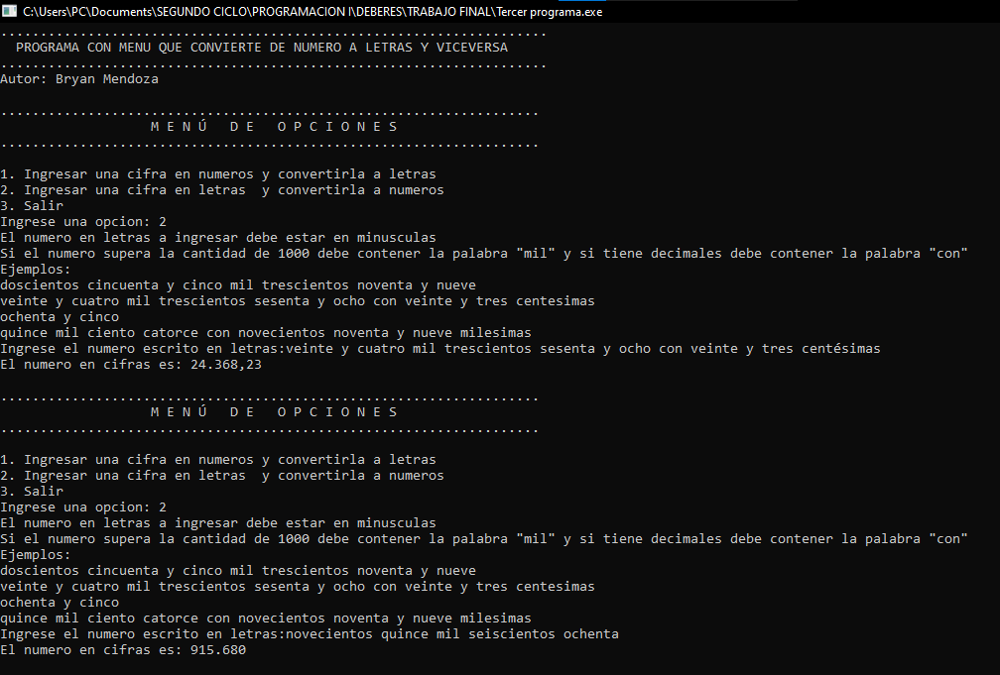 C:\Users\PC\Documents\SEGUNDO CICLO\PROGRAMACION I\DEBERES\TRABAJO FINAL\Tercer programa.exe
.....................................................................
PROGRAMA CON MENU QUE CONVIERTE DE NUMERO A LETRAS Y VICEVERSA
.....................................................................
Autor: Bryan Mendoza
....................................................................
M E N Ú   D E   O P C I O N E S
....................................................................
1. Ingresar una cifra en numeros y convertirla a letras
2. Ingresar una cifra en letras  y convertirla a numeros
3. Salir
Ingrese una opcion: 2
El numero en letras a ingresar debe estar en minusculas
Si el numero supera la cantidad de 1000 debe contener la palabra "mil" y si tiene decimales debe contener la palabra "con"
Ejemplos:
doscientos cincuenta y cinco mil trescientos noventa y nueve
veinte y cuatro mil trescientos sesenta y ocho con veinte y tres centesimas
ochenta y cinco
quince mil ciento catorce con novecientos noventa y nueve milesimas
Ingrese el numero escrito en letras:veinte y cuatro mil trescientos sesenta y ocho con veinte y tres centésimas
El numero en cifras es: 24.368,23
....................................................................
M E N Ú   D E   O P C I O N E S
....................................................................
1. Ingresar una cifra en numeros y convertirla a letras
2. Ingresar una cifra en letras  y convertirla a numeros
3. Salir
Ingrese una opcion: 2
El numero en letras a ingresar debe estar en minusculas
Si el numero supera la cantidad de 1000 debe contener la palabra "mil" y si tiene decimales debe contener la palabra "con"
Ejemplos:
doscientos cincuenta y cinco mil trescientos noventa y nueve
veinte y cuatro mil trescientos sesenta y ocho con veinte y tres centesimas
ochenta y cinco
quince mil ciento catorce con novecientos noventa y nueve milesimas
Ingrese el numero escrito en letras:novecientos quince mil seiscientos ochenta
El numero en cifras es: 915.680